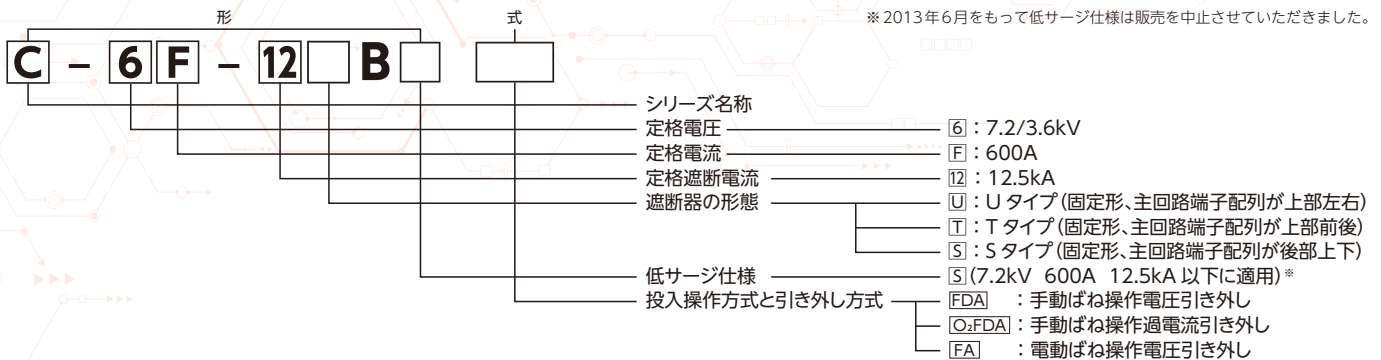 形 式
※2013年6月をもって低サージ仕様は販売を中止させていただきました。
C - 6 F - 12 B
シリーズ名称
定格電圧 6：7.2/3.6kV
定格電流 F：600A
定格遮断電流 12：12.5kA
遮断器の形態 U：Uタイプ(固定形、主回路端子配列が上部左右)
T：Tタイプ(固定形、主回路端子配列が上部前後)
S：Sタイプ(固定形、主回路端子配列が後部上下)
低サージ仕様 S(7.2kV 600A 12.5kA以下に適用)※
投入操作方式と引き外し方式 FDA：手動ばね操作電圧引き外し
O₂FDA：手動ばね操作過電流引き外し
FA：電動ばね操作電圧引き外し